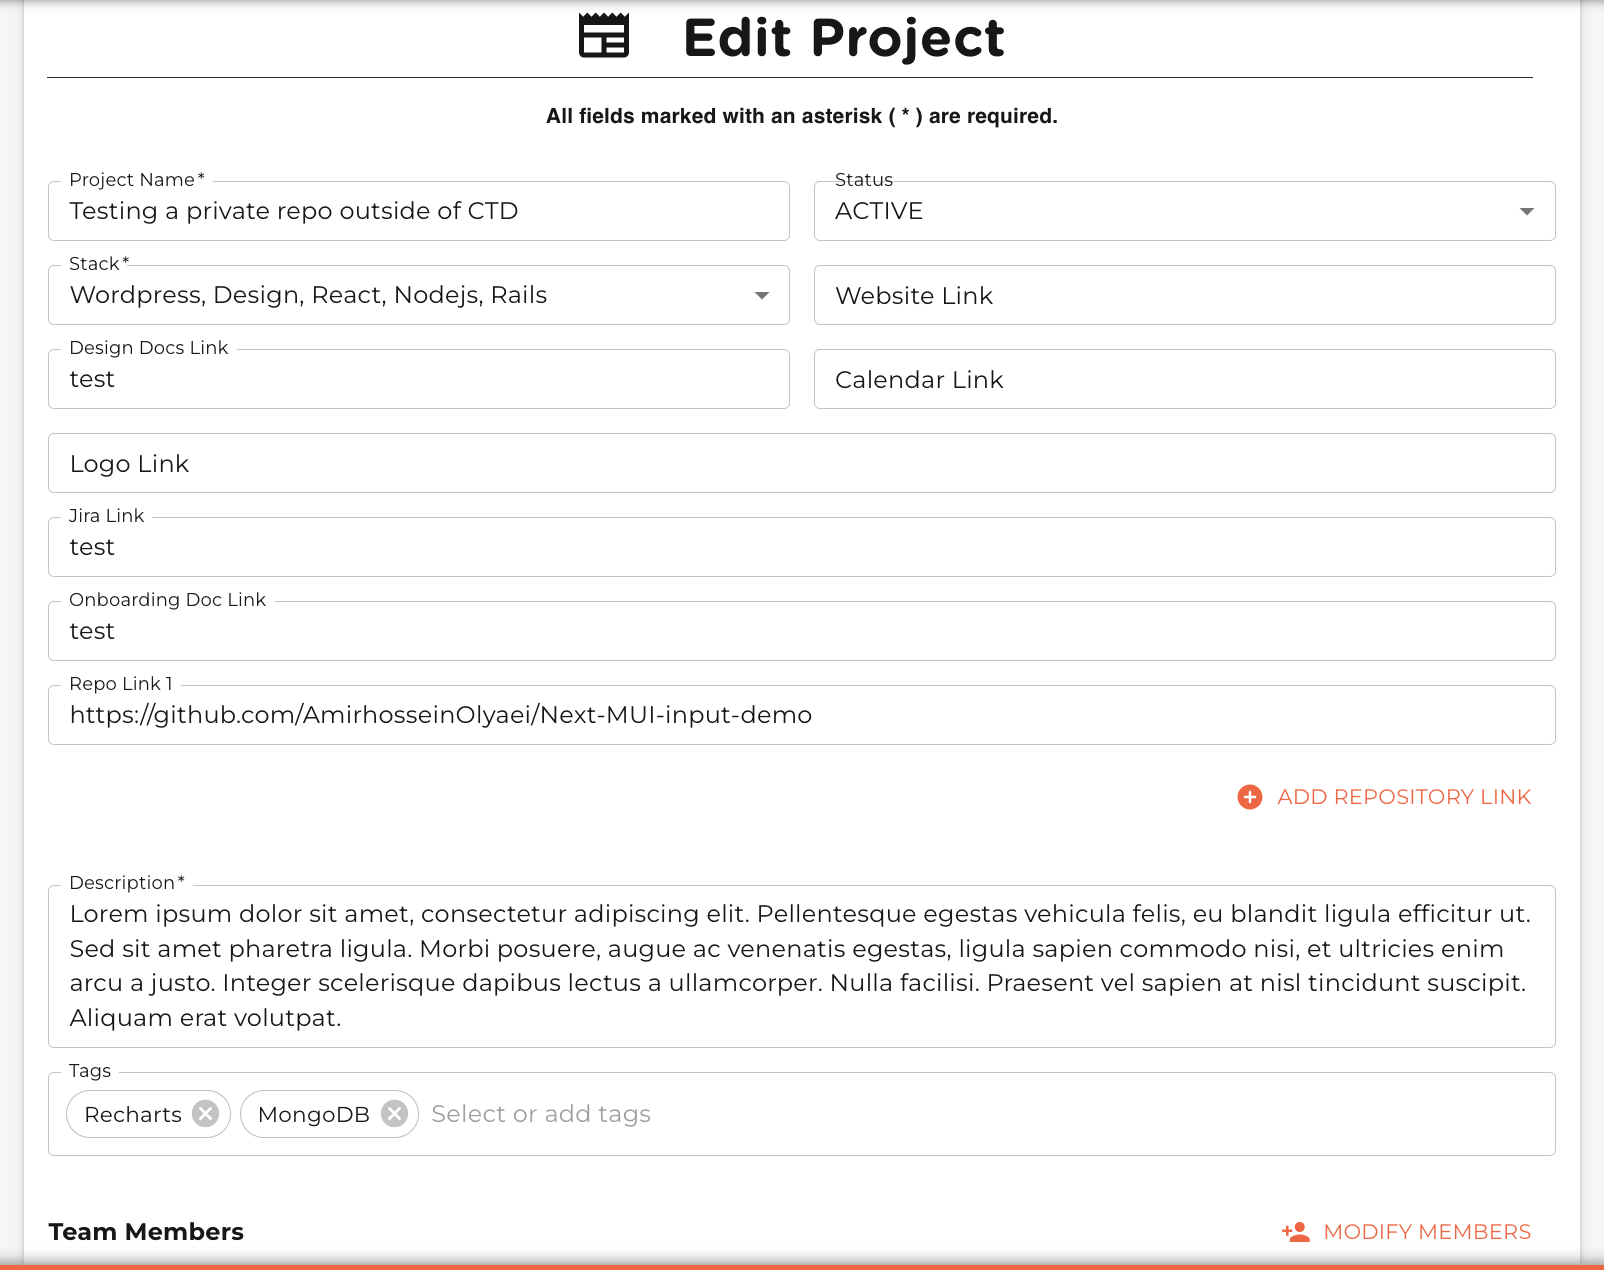 Edit Project
All fields marked with an asterisk ( * ) are required.
Project Name *
Testing a private repo outside of CTD
Status
ACTIVE
Stack *
Wordpress, Design, React, Nodejs, Rails
Website Link
Design Docs Link
test
Calendar Link
Logo Link
Jira Link
test
Onboarding Doc Link
test
Repo Link 1
https://github.com/AmirhosseinOlyaei/Next-MUI-input-demo
ADD REPOSITORY LINK
Description *
Lorem ipsum dolor sit amet, consectetur adipiscing elit. Pellentesque egestas vehicula felis, eu blandit ligula efficitur ut.
Sed sit amet pharetra ligula. Morbi posuere, augue ac venenatis egestas, ligula sapien commodo nisi, et ultricies enim
arcu a justo. Integer scelerisque dapibus lectus a ullamcorper. Nulla facilisi. Praesent vel sapien at nisl tincidunt suscipit.
Aliquam erat volutpat.
Tags
Recharts MongoDB Select or add tags
Team Members
MODIFY MEMBERS